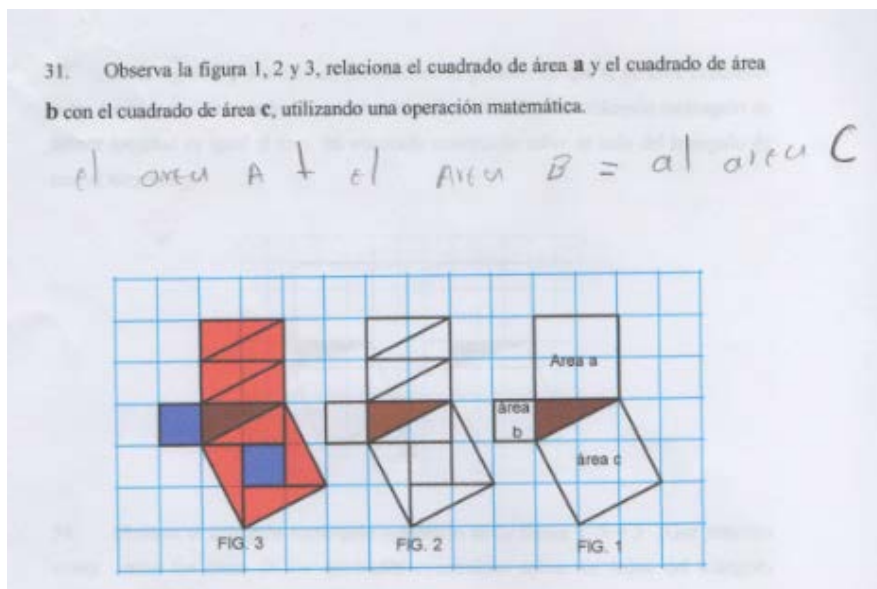 31. Observa la figura 1, 2 y 3, relaciona el cuadrado de área a y el cuadrado de área
b con el cuadrado de área c, utilizando una operación matemática.
el area A + el Area B = al area C
Area a
área
b
área c
FIG. 3
FIG. 2
FIG. 1